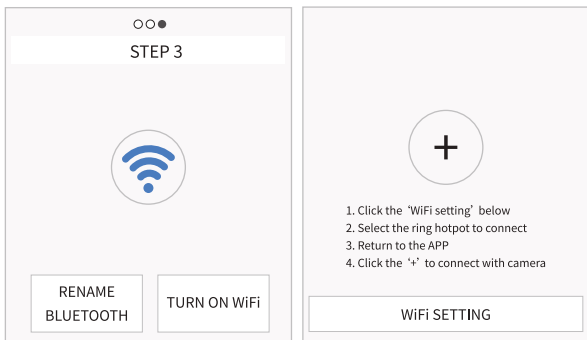 STEP 3
RENAME
BLUETOOTH
TURN ON WiFi
+
1. Click the ‘WiFi setting’ below
2. Select the ring hotpot to connect
3. Return to the APP
4. Click the ‘+’ to connect with camera
WiFi SETTING